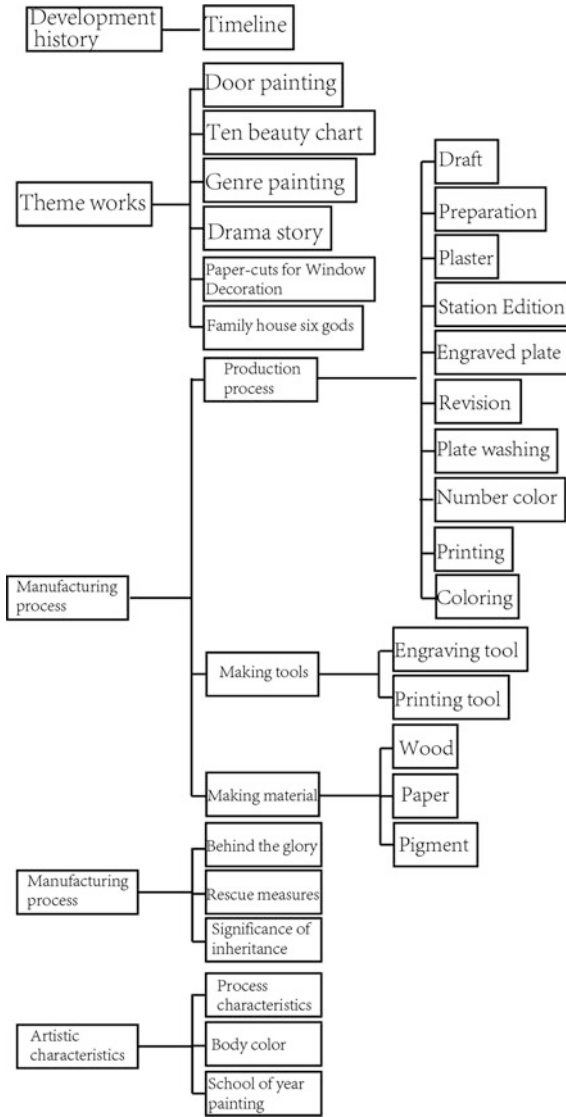 Development
history
Timeline
Theme works
Door painting
Ten beauty chart
Genre painting
Drama story
Paper-cuts for Window
Decoration
Family house six gods
Manufacturing
process
Production
process
Draft
Preparation
Plaster
Station Edition
Engraved plate
Revision
Plate washing
Number color
Printing
Coloring
Making tools
Engraving tool
Printing tool
Making material
Wood
Paper
Pigment
Manufacturing
process
Behind the glory
Rescue measures
Significance of
inheritance
Artistic
characteristics
Process
characteristics
Body color
School of year
painting